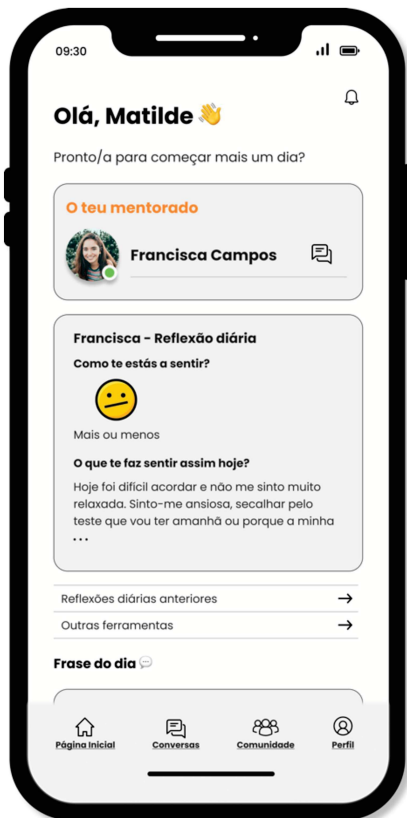 09:30
Olá, Matilde 👋
Pronto/a para começar mais um dia?
O teu mentorado
Francisca Campos
Francisca - Reflexão diária
Como te estás a sentir?
Mais ou menos
O que te faz sentir assim hoje?
Hoje foi difícil acordar e não me sinto muito
relaxada. Sinto-me ansiosa, secalhar pelo
teste que vou ter amanhã ou porque a minha
...
Reflexões diárias anteriores
Outras ferramentas
Frase do dia 💬
Página Inicial
Conversas
Comunidade
Perfil